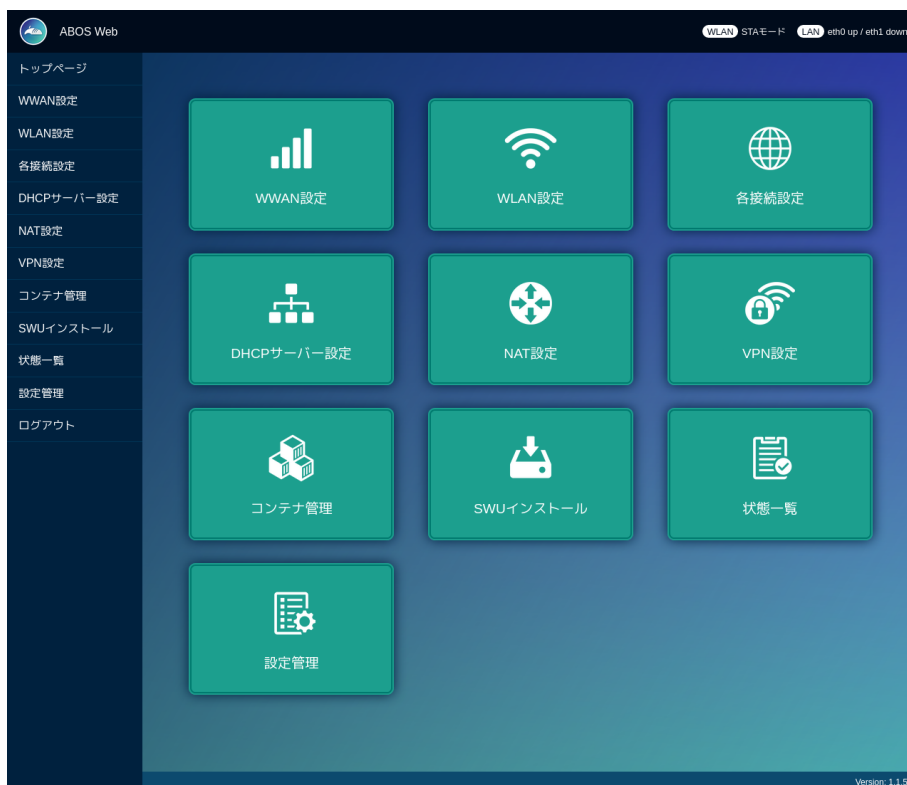 ABOS Web
WLAN STAモード LAN eth0 up / eth1 down
トップページ
WWAN設定
WLAN設定
各接続設定
DHCPサーバー設定
NAT設定
VPN設定
コンテナ管理
SWUインストール
状態一覧
設定管理
ログアウト
WWAN設定
WLAN設定
各接続設定
DHCPサーバー設定
NAT設定
VPN設定
コンテナ管理
SWUインストール
状態一覧
設定管理
Version: 1.1.5